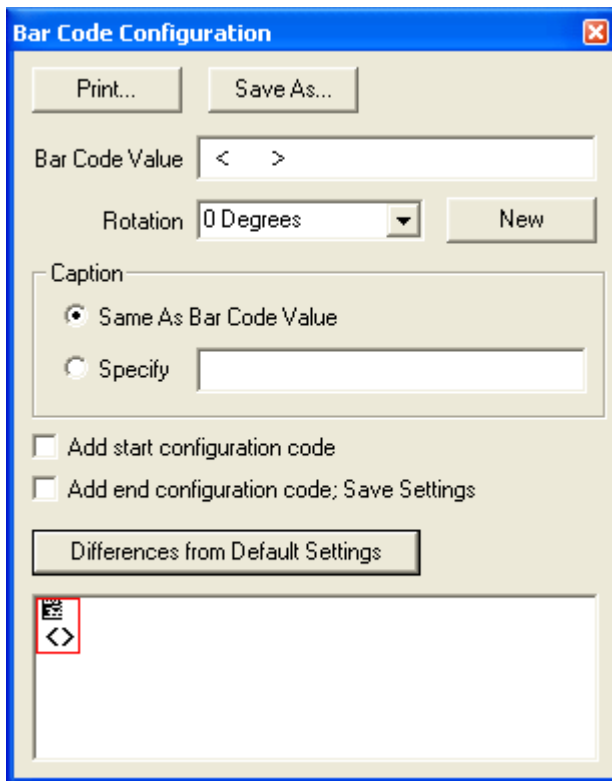 Bar Code Configuration
Print... Save As...
Bar Code Value < >
Rotation 0 Degrees New
Caption
Same As Bar Code Value
Specify
Add start configuration code
Add end configuration code; Save Settings
Differences from Default Settings
<>